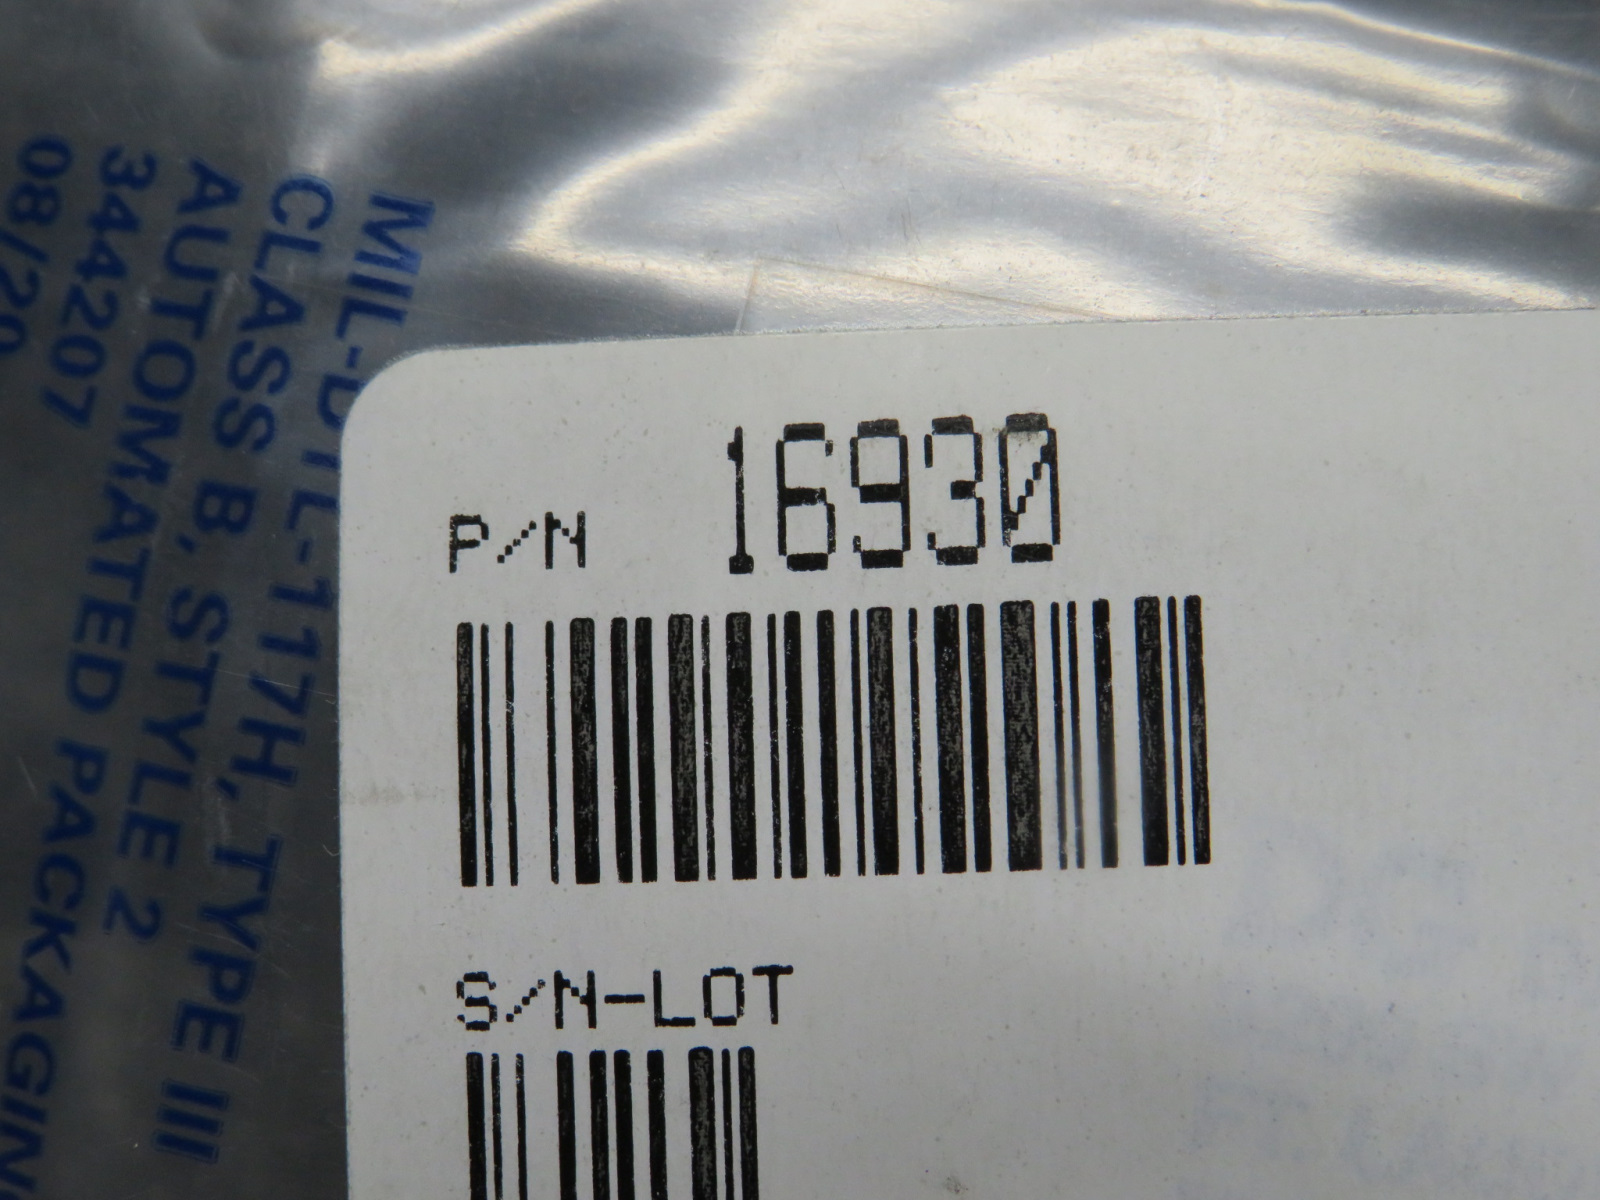 MIL-DTL-117H, TYPE III
CLASS B, STYLE 2
AUTOMATED PACKAGING
344207
08/20
P/N 16930
S/N-LOT